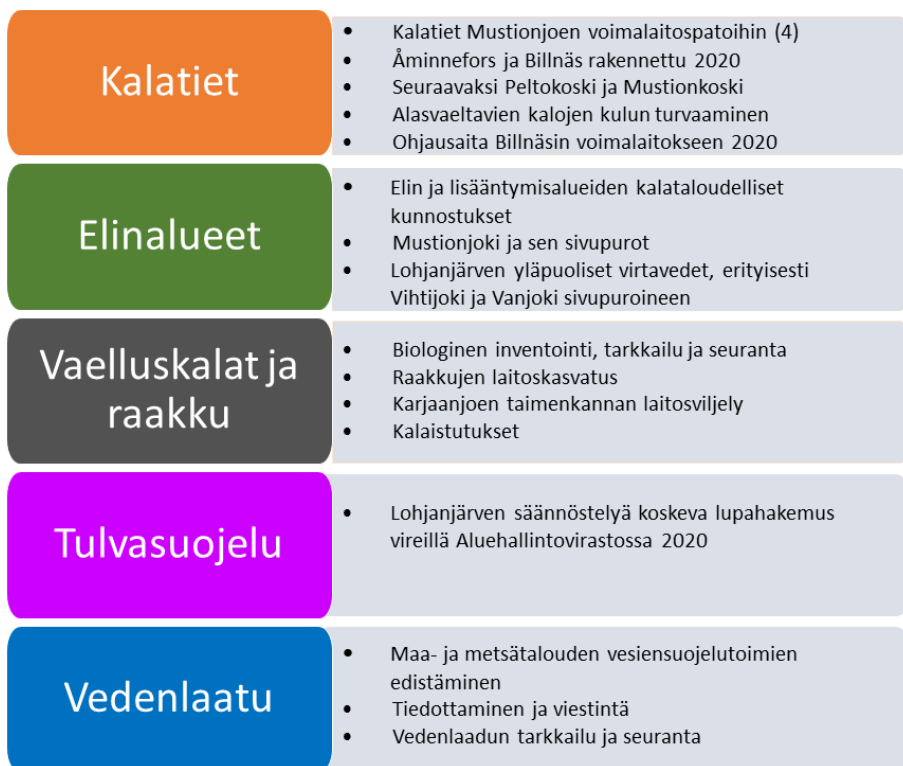 Kalatiet
• Kalatiet Mustionjoen voimalaitospatoihin (4)
• Åminnefors ja Billnäs rakennettu 2020
• Seuraavaksi Peltokoski ja Mustionkoski
• Alasvaeltavien kalojen kulun turvaaminen
• Ohjausaita Billnäsin voimalaitokseen 2020
Elinalueet
• Elin ja lisääntymisalueiden kalataloudelliset
kunnostukset
• Mustionjoki ja sen sivupurot
• Lohjanjärven yläpuoliset virtavedet, erityisesti
Vihtijoki ja Vanjoki sivupuroineen
Vaelluskalat ja
raakku
• Biologinen inventointi, tarkkailu ja seuranta
• Raakkujen laitoskasvatus
• Karjaanjoen taimenkannan laitosviljely
• Kalaistutukset
Tulvasuojelu
• Lohjanjärven säännöstelyä koskeva lupahakemus
vireillä Aluehallintovirastossa 2020
Vedenlaatu
• Maa- ja metsätalouden vesiensuojelutoimien
edistäminen
• Tiedottaminen ja viestintä
• Vedenlaadun tarkkailu ja seuranta